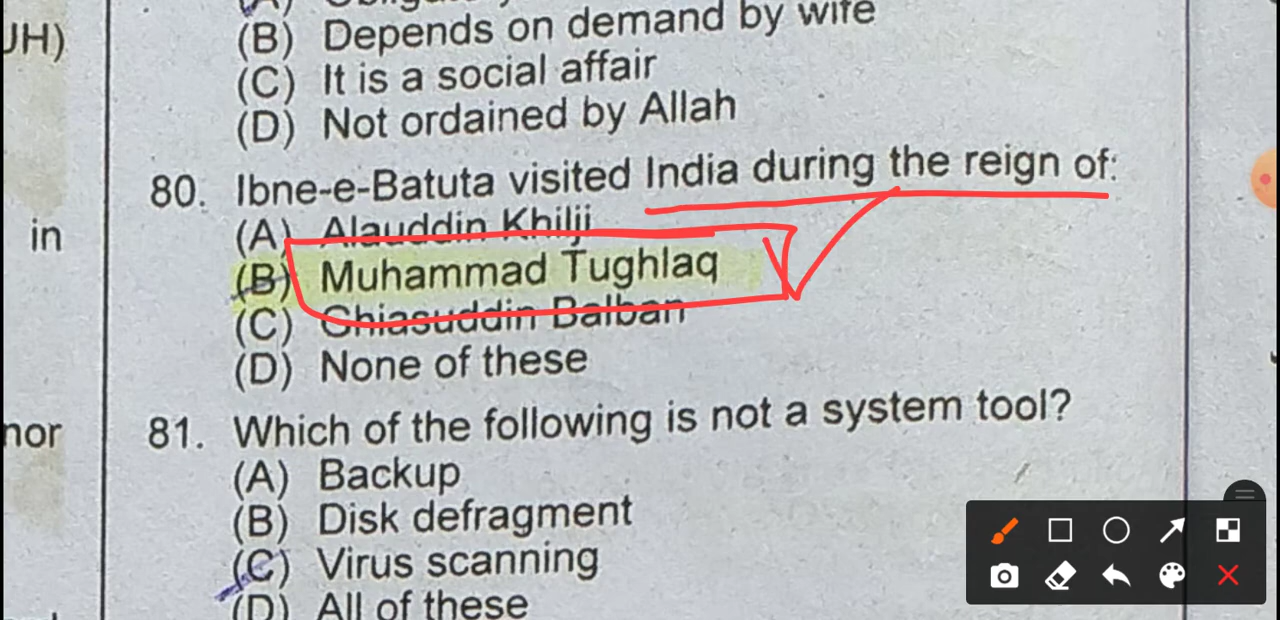 UH)
(B) Depends on demand by wife
(C) It is a social affair
(D) Not ordained by Allah
80. Ibne-e-Batuta visited India during the reign of:
(A) Alauddin Khilji
(B) Muhammad Tughlaq
in
(C) Ghiasuddin Balban
(D) None of these
nor
81. Which of the following is not a system tool?
(A) Backup
(B) Disk defragment
(C) Virus scanning
(D) All of these